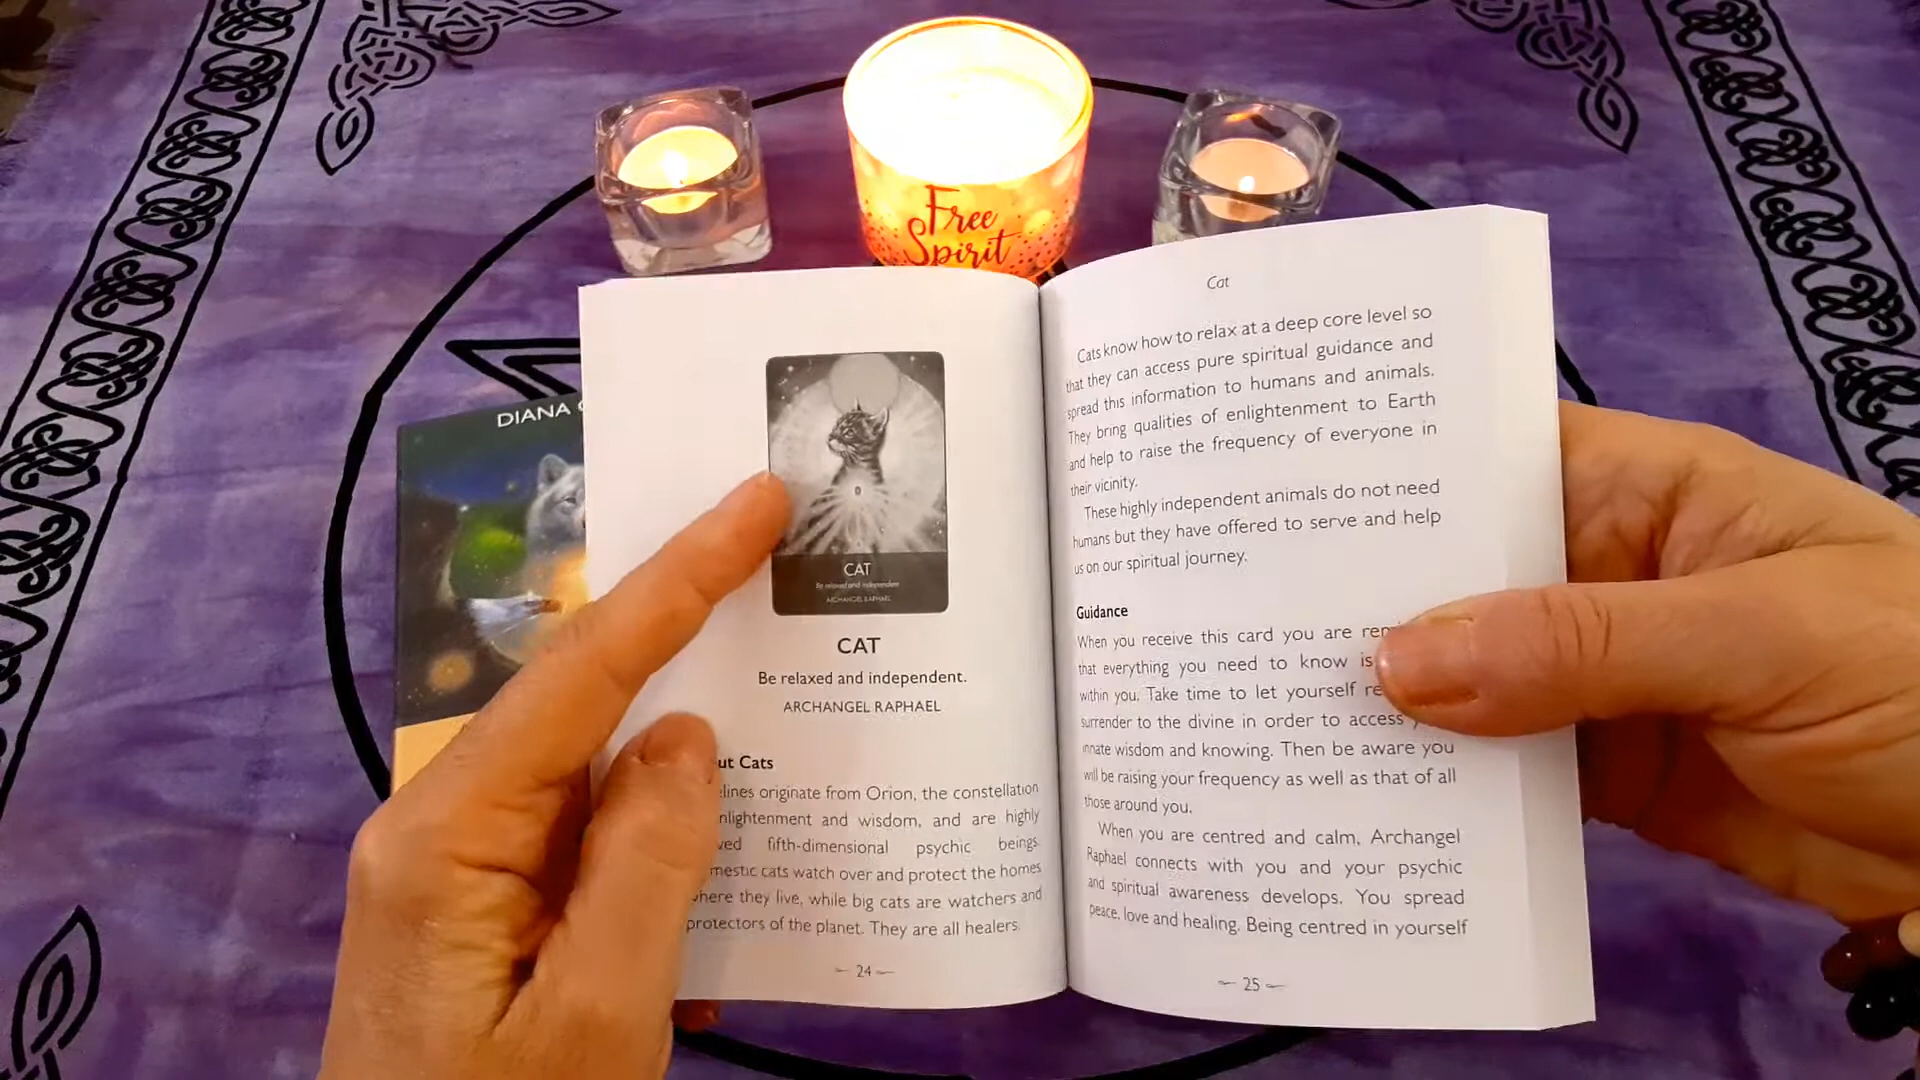 Free
Spirit
DIANA
CAT
Be relaxed and independent
ARCHANGEL RAPHAEL
CAT
Be relaxed and independent.
ARCHANGEL RAPHAEL
Cats
originate from Orion, the constellation
and wisdom, and are highly
fifth-dimensional psychic beings.
cats watch over and protect the homes
where they live, while big cats are watchers and
protectors of the planet. They are all healers.
24
Cat
Cats know how to relax at a deep core level so
that they can access pure spiritual guidance and
spread this information to humans and animals.
They bring qualities of enlightenment to Earth
and help to raise the frequency of everyone in
their vicinity.
These highly independent animals do not need
humans but they have offered to serve and help
us on our spiritual journey.
Guidance
When you receive this card you are
that everything you need to know is
within you. Take time to let yourself
surrender to the divine in order to access
innate wisdom and knowing. Then be aware you
will be raising your frequency as well as that of all
those around you.
When you are centred and calm, Archangel
Raphael connects with you and your psychic
and spiritual awareness develops. You spread
peace, love and healing. Being centred in yourself
25